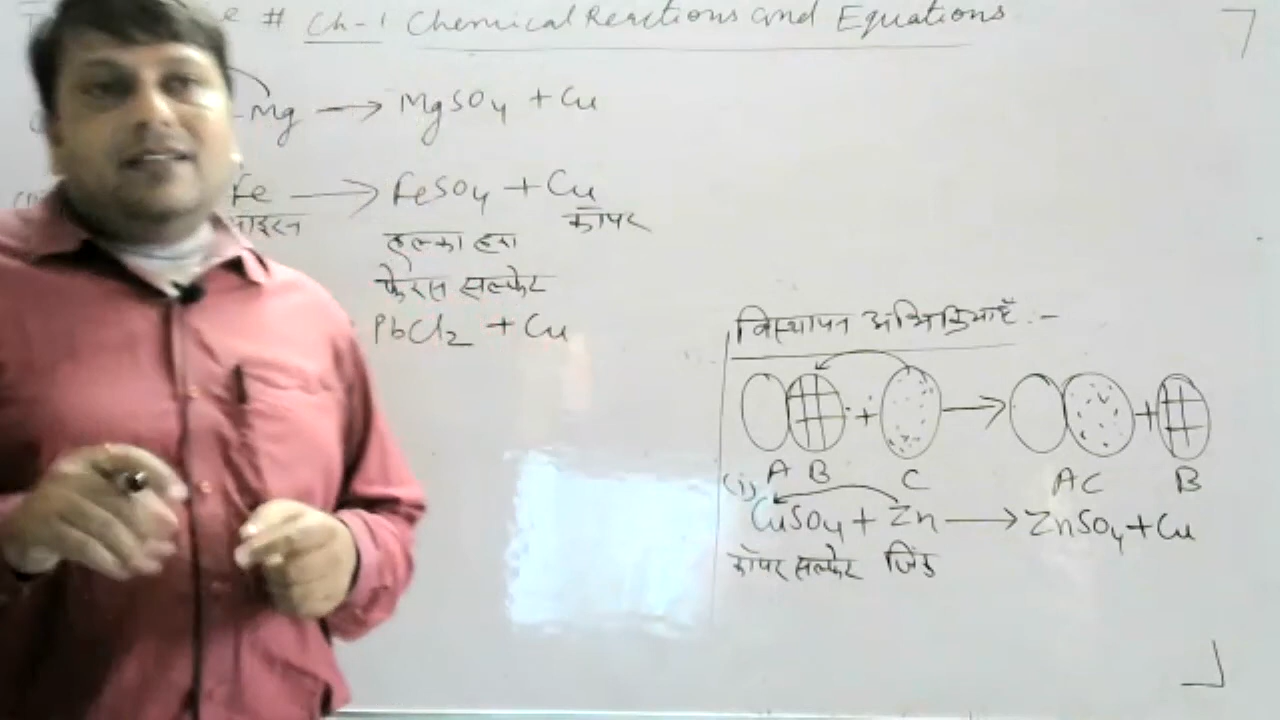 # Ch-1 Chemical Reactions and Equations
Mg → MgSO4 + Cu
Fe → FeSO4 + Cu
कॉपर
हल्का हरा
फेरस सल्फेट
PbCl2 + Cu
विस्थापन अभिक्रियाएँ :-
+ → +
A B C AC B
(i)
CuSO4 + Zn → ZnSO4 + Cu
कॉपर सल्फेट जिंक